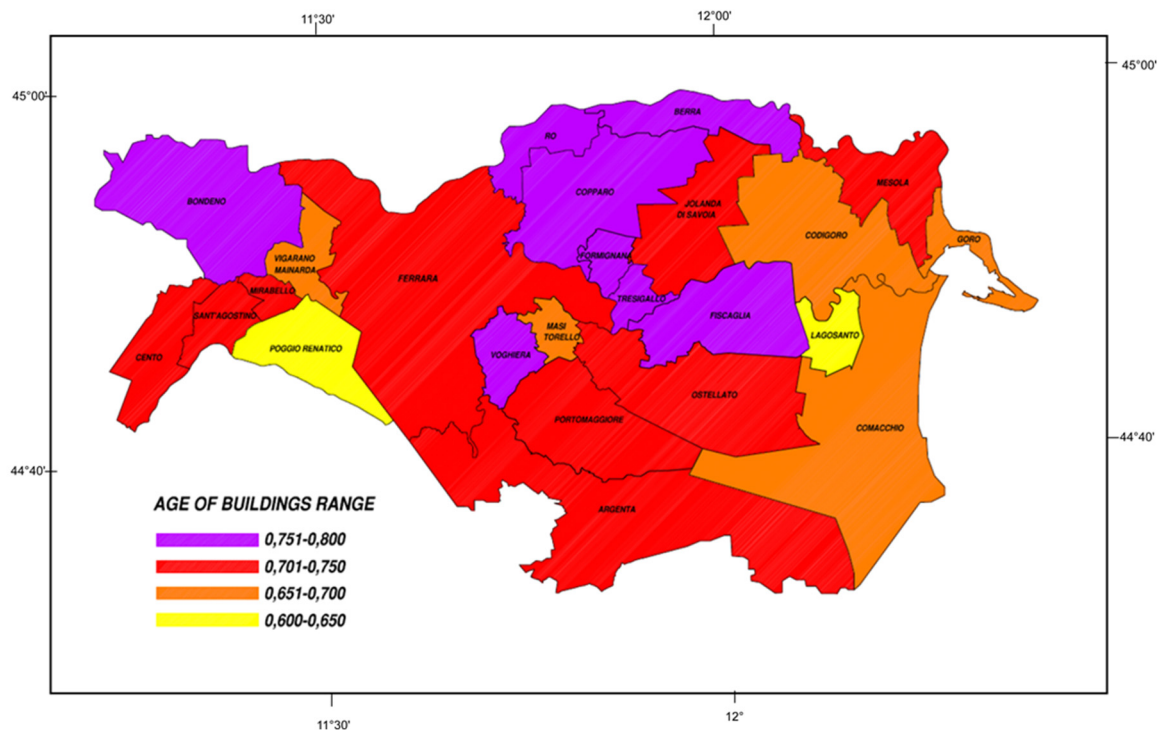 11°30'
12°00'
45°00'
45°00'
BERRA
RO
MESOLA
COPPARO
BONDENO
JOLANDA
DI SAVOIA
CODIGORO
GORO
FORMIGNANA
VIGARANO
MAINARDA
FERRARA
MIRABELLO
TRESIGALLO
SANT'AGOSTINO
FISCAGLIA
MASI
TORELLO
LAGOSANTO
POGGIO RENATICO
VOGHIERA
CENTO
OSTELLATO
PORTOMAGGIORE
COMACCHIO
44°40'
44°40'
ARGENTA
AGE OF BUILDINGS RANGE
0,751-0,800
0,701-0,750
0,651-0,700
0,600-0,650
11°30'
12°